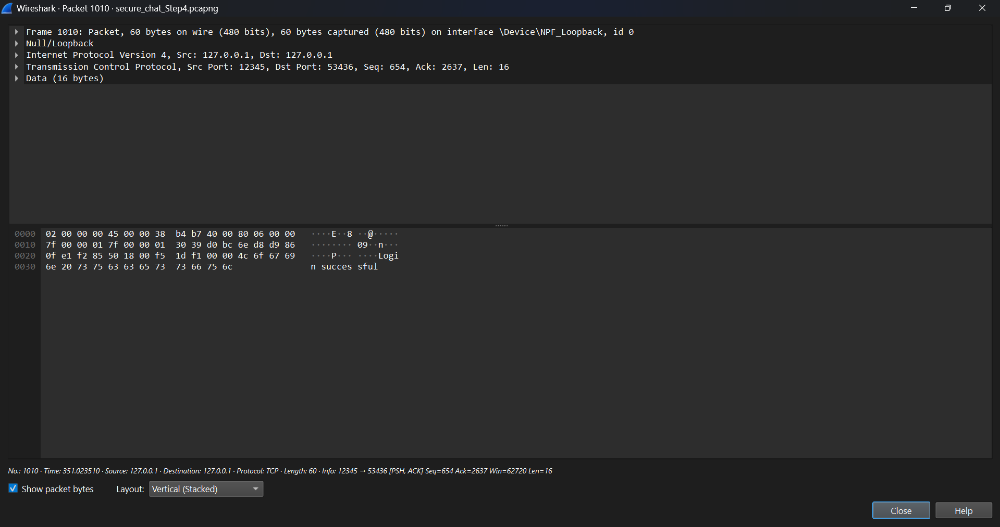 Wireshark · Packet 1010 · secure_chat_Step4.pcapng
Frame 1010: Packet, 60 bytes on wire (480 bits), 60 bytes captured (480 bits) on interface \Device\NPF_Loopback, id 0
Null/Loopback
Internet Protocol Version 4, Src: 127.0.0.1, Dst: 127.0.0.1
Transmission Control Protocol, Src Port: 12345, Dst Port: 53436, Seq: 654, Ack: 2637, Len: 16
Data (16 bytes)
0000 02 00 00 00 45 00 00 38 b4 b7 40 00 80 06 00 00 ····E··8 ··@·····
0010 7f 00 00 01 7f 00 00 01 30 39 d0 bc 6e d8 d9 86 ········ 09··n···
0020 0f e1 f2 85 50 18 00 f5 1d f1 00 00 4c 6f 67 69 ····P··· ····Logi
0030 6e 20 73 75 63 63 65 73 73 66 75 6c n succes sful
No.: 1010 · Time: 351.023510 · Source: 127.0.0.1 · Destination: 127.0.0.1 · Protocol: TCP · Length: 60 · Info: 12345 → 53436 [PSH, ACK] Seq=654 Ack=2637 Win=62720 Len=16
Show packet bytes Layout: Vertical (Stacked)
Close Help